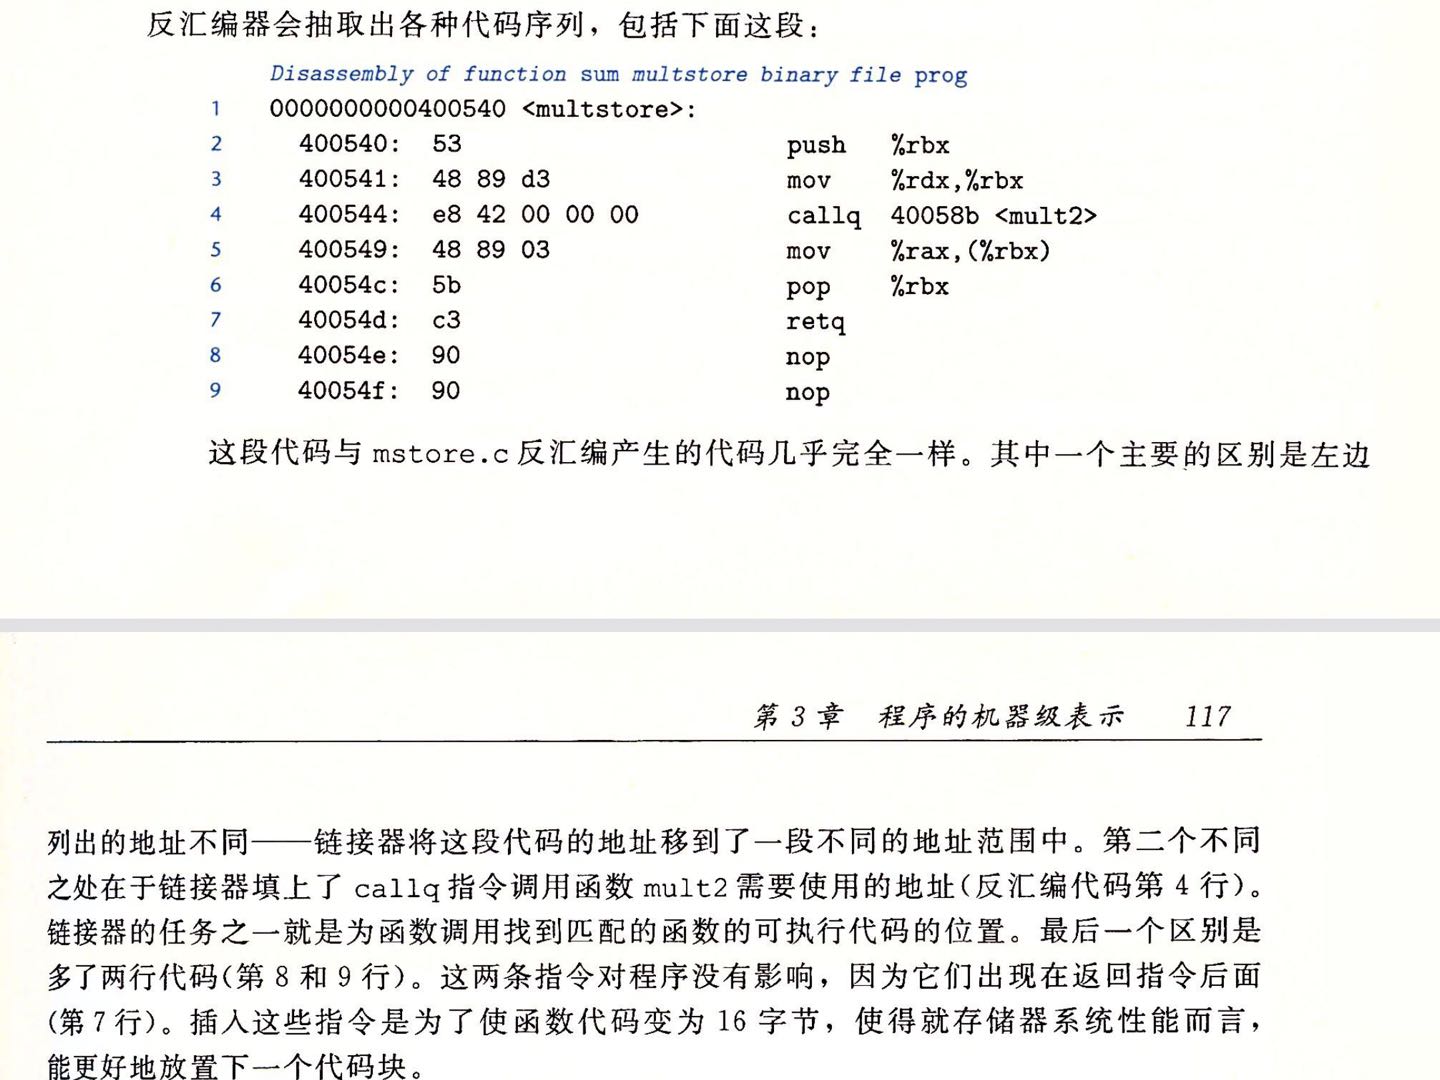 反汇编器会抽取出各种代码序列，包括下面这段：
Disassembly of function sum multstore binary file prog
1 0000000000400540 <multstore>:
2 400540: 53 push %rbx
3 400541: 48 89 d3 mov %rdx,%rbx
4 400544: e8 42 00 00 00 callq 40058b <mult2>
5 400549: 48 89 03 mov %rax,(%rbx)
6 40054c: 5b pop %rbx
7 40054d: c3 retq
8 40054e: 90 nop
9 40054f: 90 nop
这段代码与 mstore.c 反汇编产生的代码几乎完全一样。其中一个主要的区别是左边
第 3 章 程序的机器级表示 117
列出的地址不同——链接器将这段代码的地址移到了一段不同的地址范围中。第二个不同
之处在于链接器填上了 callq 指令调用函数 mult2 需要使用的地址(反汇编代码第 4 行)。
链接器的任务之一就是为函数调用找到匹配的函数的可执行代码的位置。最后一个区别是
多了两行代码(第 8 和 9 行)。这两条指令对程序没有影响，因为它们出现在返回指令后面
(第 7 行)。插入这些指令是为了使函数代码变为 16 字节，使得就存储器系统性能而言，
能更好地放置下一个代码块。